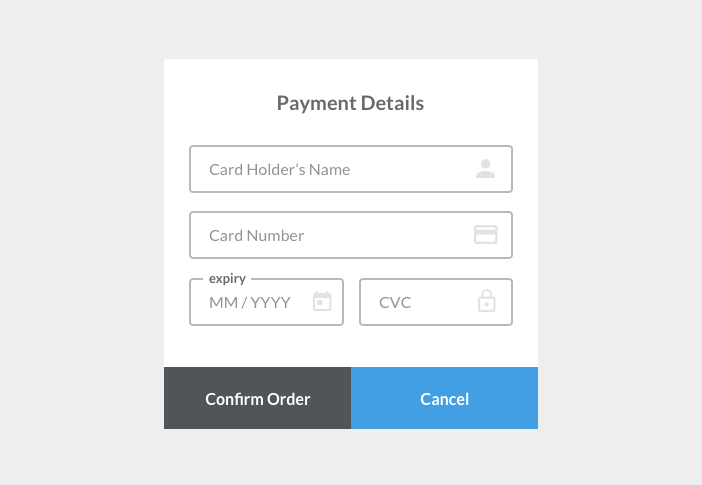 Payment Details
Card Holder’s Name
Card Number
expiry
MM / YYYY
CVC
Confirm Order
Cancel